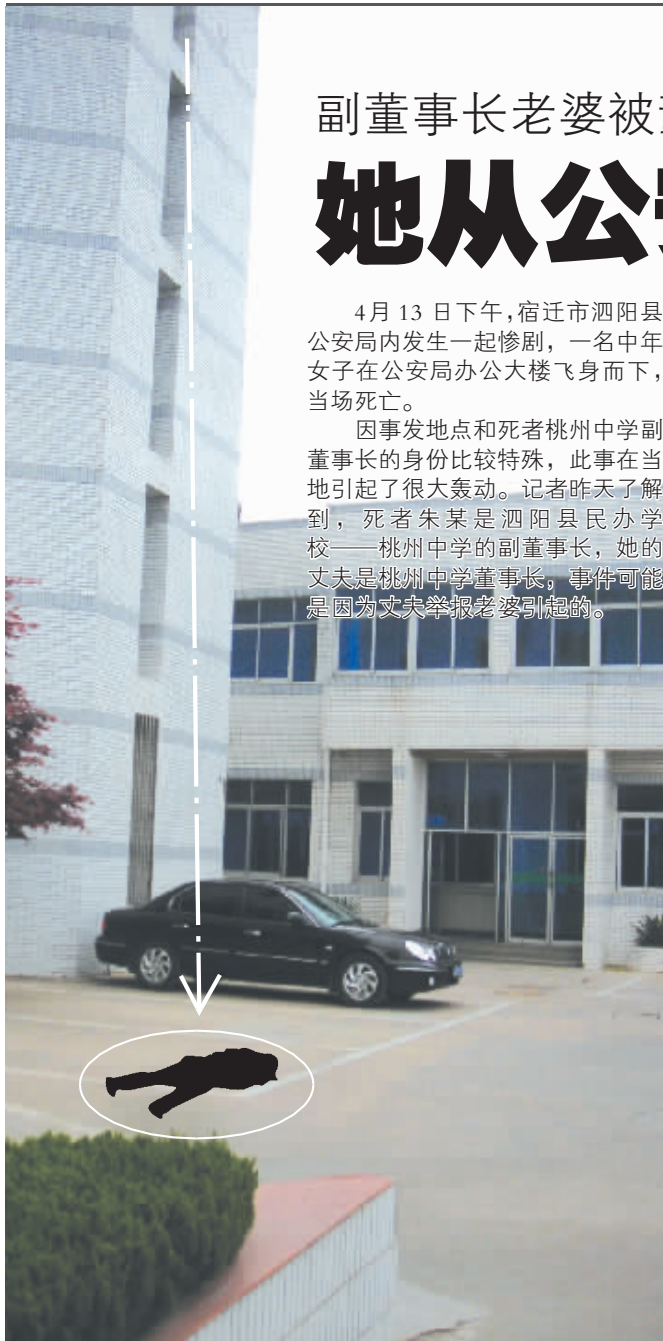 副董事长老婆被
她从公
4月 13 日下午,宿迁市泗阳县
公安局内发生一起惨剧，一名中年
女子在公安局办公大楼飞身而下，
当场死亡。
因事发地点和死者桃州中学副
董事长的身份比较特殊，此事在当
地引起了很大轰动。记者昨天了解
到，死者朱某是泗阳县民办学
校——桃州中学的副董事长，她的
丈夫是桃州中学董事长，事件可能
是因为丈夫举报老婆引起的。